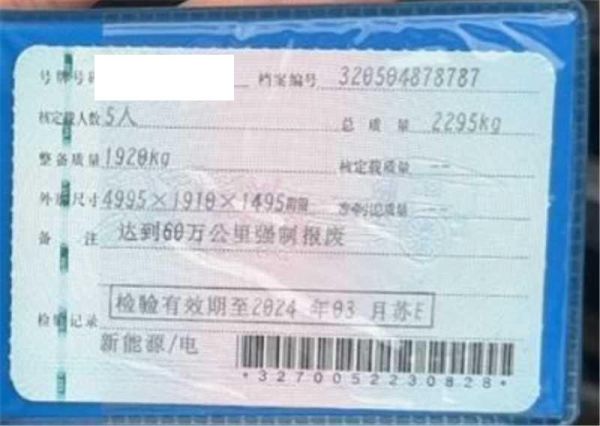 号牌号码 档案编号 320504878787
核定载人数 5人 总质量 2295kg
整备质量 1920kg 核定载质量 --
外廓尺寸 4995×1910×1495 准牵引总质量 --
备注 达到60万公里强制报废
检验记录 检验有效期至2024 年03 月苏E
新能源/电
*3270052230828*